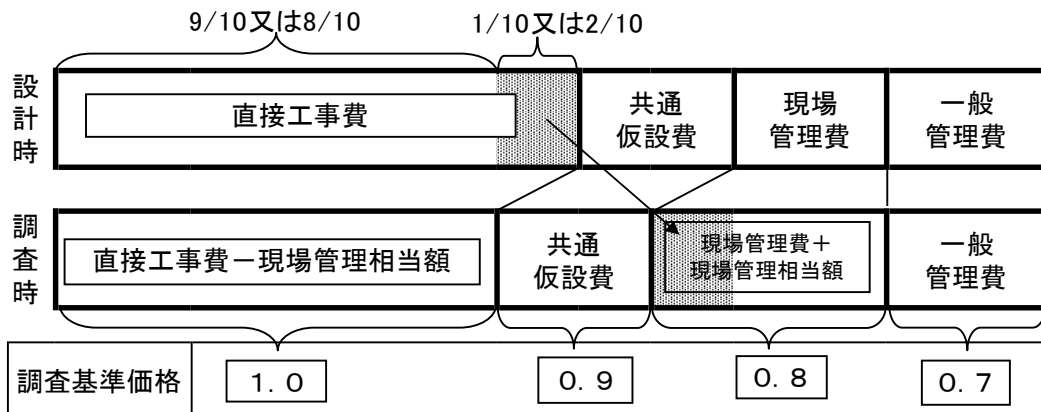 9/10又は8/10
1/10又は2/10
設計時
直接工事費
共通
仮設費
現場
管理費
一般
管理費
調査時
直接工事費－現場管理相当額
共通
仮設費
現場管理費＋
現場管理相当額
一般
管理費
調査基準価格
１．０
０．９
０．８
０．７